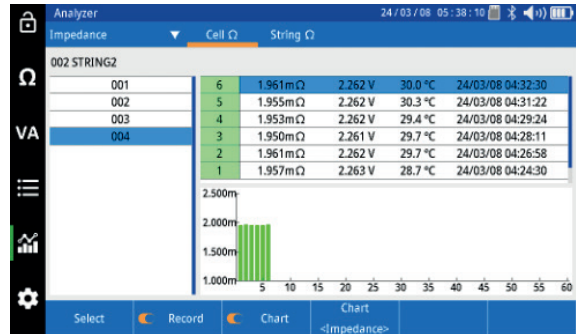 Analyzer 24/03/08 05:38:10
Impedance ▼ Cell Ω String Ω
002 STRING2
Ω
VA
001
002
003
004
6 1.961mΩ 2.262 V 30.0 °C 24/03/08 04:32:30
5 1.955mΩ 2.262 V 30.3 °C 24/03/08 04:31:22
4 1.953mΩ 2.262 V 29.4 °C 24/03/08 04:29:24
3 1.950mΩ 2.261 V 29.7 °C 24/03/08 04:28:11
2 1.961mΩ 2.262 V 29.7 °C 24/03/08 04:26:58
1 1.957mΩ 2.263 V 28.7 °C 24/03/08 04:24:30
2.500m
2.000m
1.500m
1.000m
5 10 15 20 25 30 35 40 45 50 55 60
Select Record Chart Chart
<Impedance>